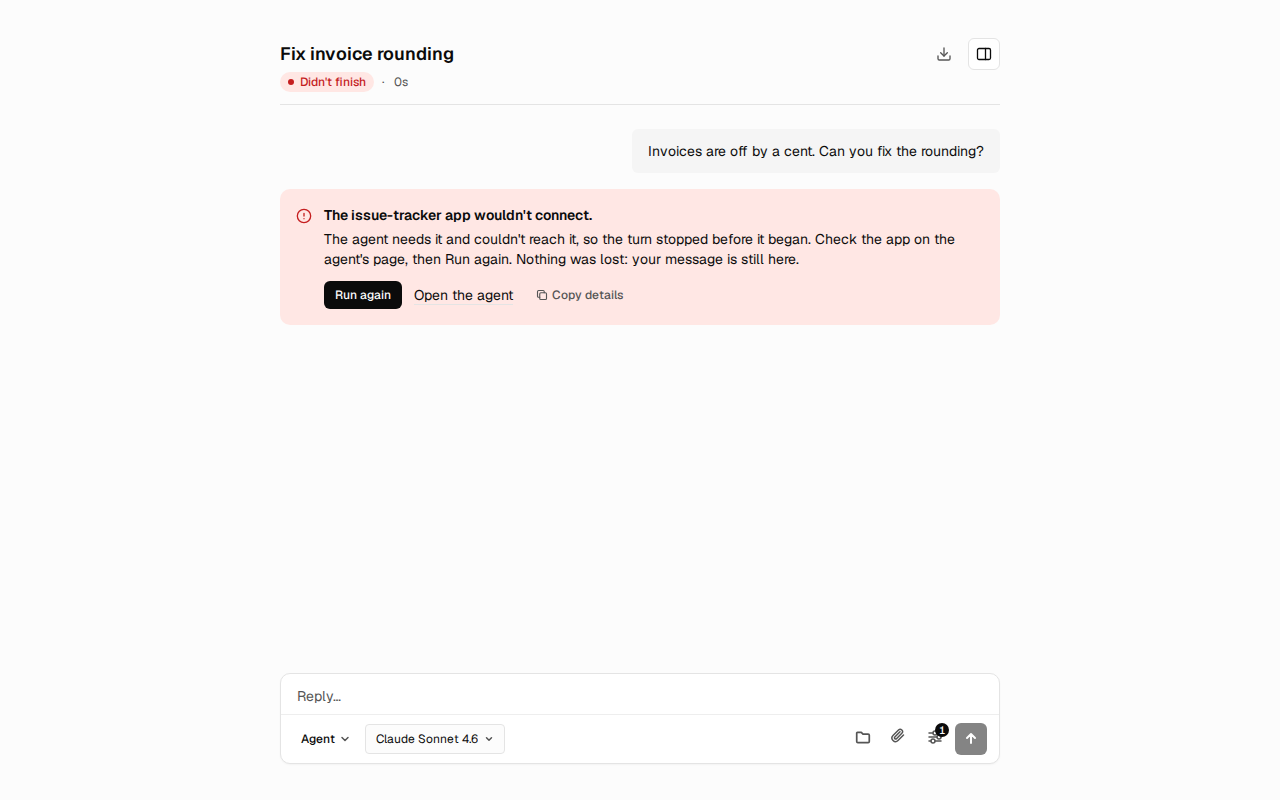 Fix invoice rounding
Didn't finish · 0s
Invoices are off by a cent. Can you fix the rounding?
The issue-tracker app wouldn't connect.
The agent needs it and couldn't reach it, so the turn stopped before it began. Check the app on the
agent's page, then Run again. Nothing was lost: your message is still here.
Run again Open the agent Copy details
Reply...
Agent Claude Sonnet 4.6 1